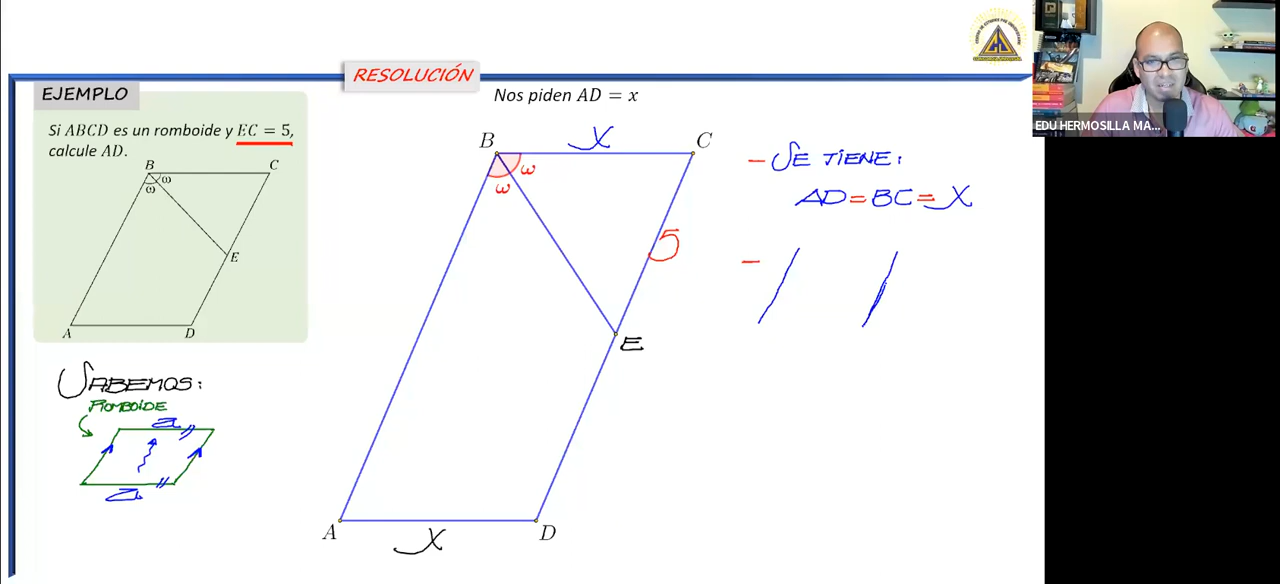 RESOLUCIÓN
EJEMPLO
Si ABCD es un romboide y EC = 5,
calcule AD.
B
C
ω
ω
E
A
D
SABEMOS:
ROMBOIDE
a
a
Nos piden AD = x
B
x
C
ω
ω
5
E
A
D
x
- SE TIENE:
AD = BC = x
-
EDU HERMOSILLA MA...